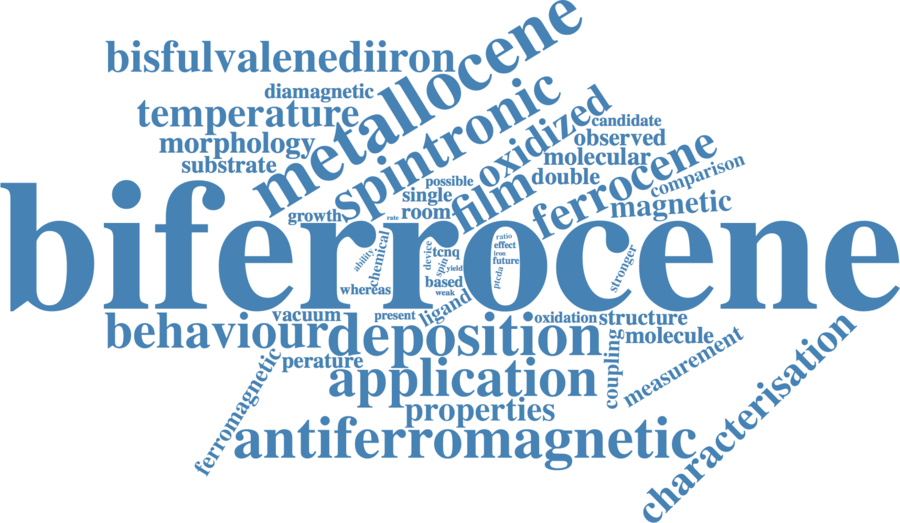 bisfulvalenediiron
metallocene
diamagnetic
temperature
spintronic
oxidized
candidate
morphology
observed
substrate
molecular
possible
film
double
ferrocene
comparison
single
growth
rate
room
magnetic
biferrocene
ability
chemical
device
tcnq
spin
yield
ratio
effect
iron
future
ptcda
stronger
whereas
based
weak
ligand
vacuum
present
oxidation
structure
behaviour
deposition
coupling
molecule
perature
measurement
characterisation
ferromagnetic
application
properties
antiferromagnetic